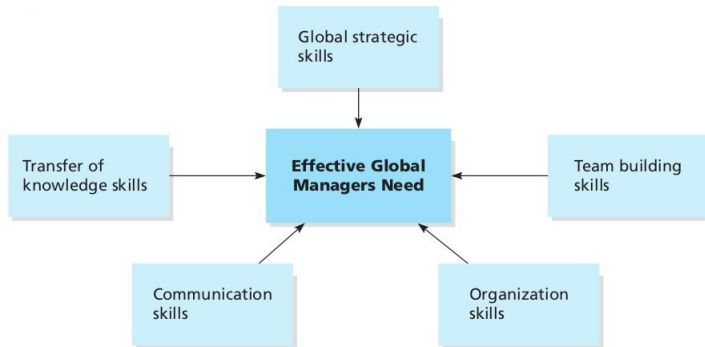 Global strategic
skills
Transfer of
knowledge skills
Effective Global
Managers Need
Team building
skills
Communication
skills
Organization
skills